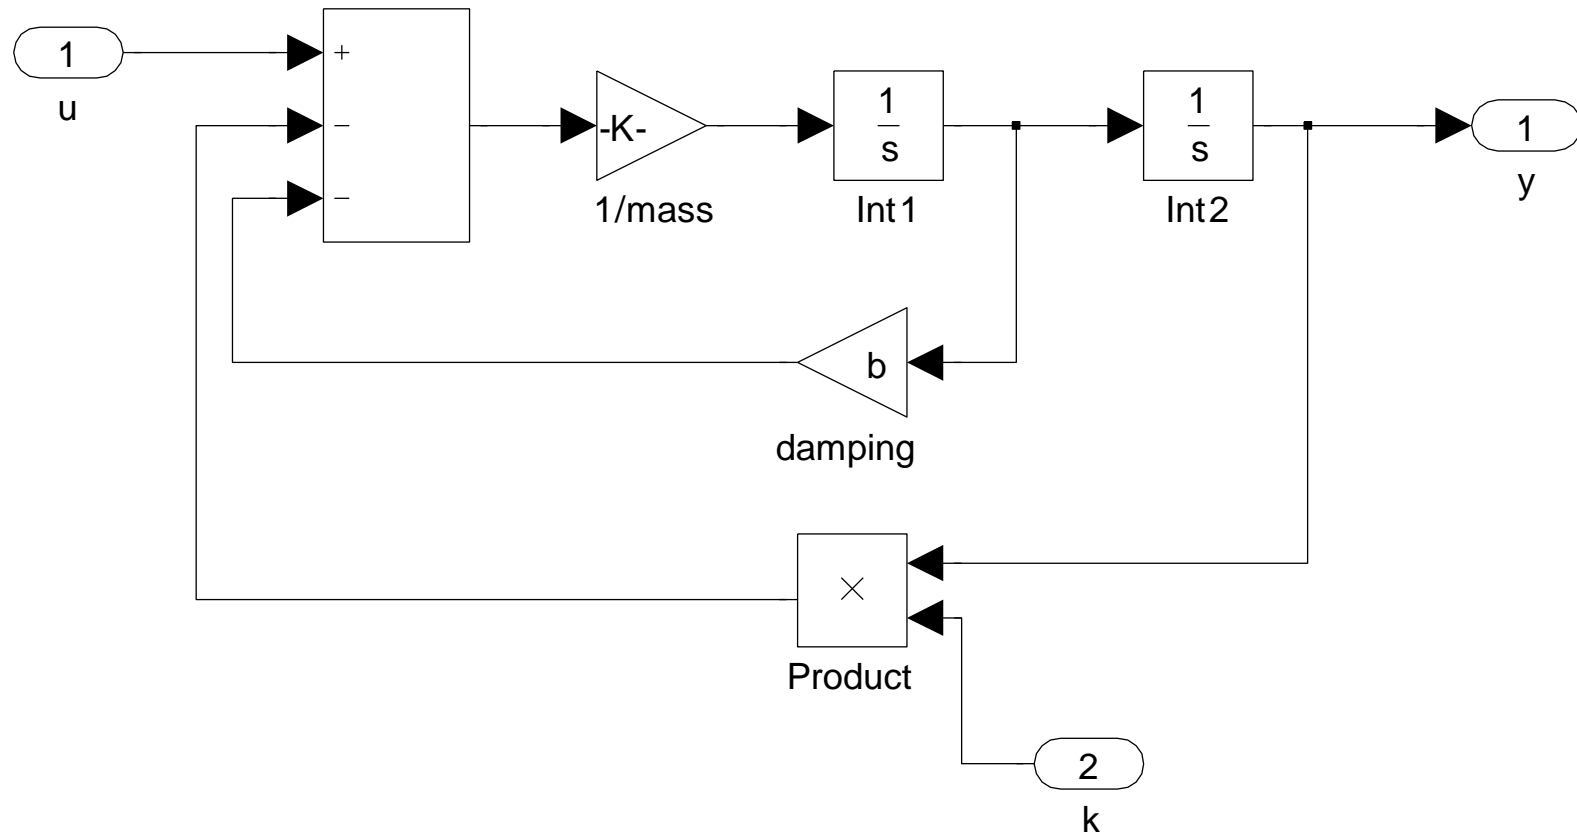 1
u
+
−
−
-K-
1/mass
1
s
Int1
1
s
Int2
1
y
b
damping
×
Product
2
k